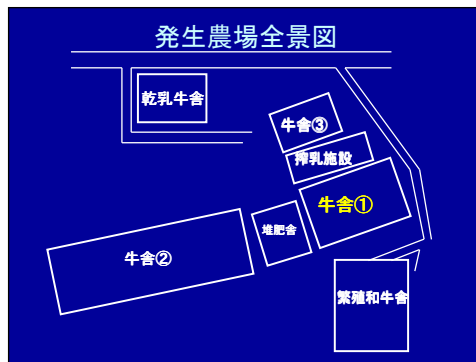 発生農場全景図
乾乳牛舎
牛舎③
搾乳施設
牛舎①
堆肥舎
牛舎②
繁殖和牛舎